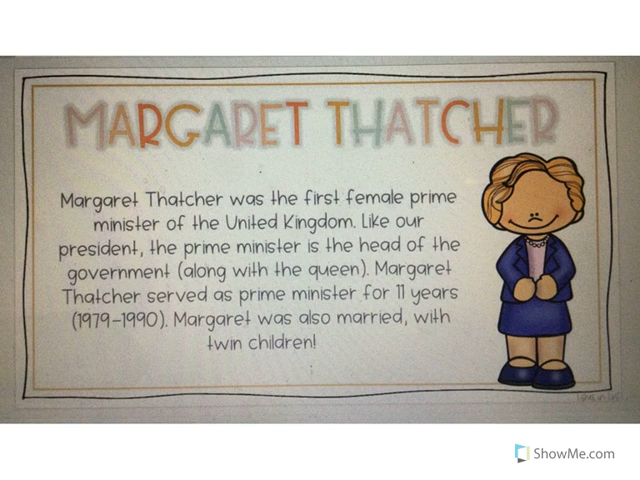 MARGARET THATCHER
Margaret Thatcher was the first female prime
minister of the United Kingdom. Like our
president, the prime minister is the head of the
government (along with the queen). Margaret
Thatcher served as prime minister for 11 years
(1979-1990). Margaret was also married, with
twin children!
ShowMe.com